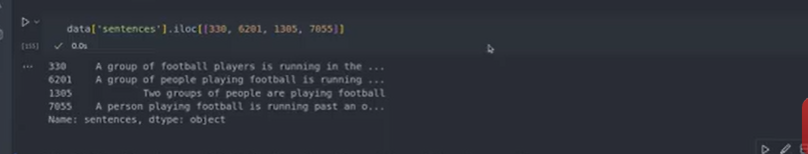 data['sentences'].iloc[[330, 6201, 1305, 7055]]
[155] 0.0s
... 330 A group of football players is running in the ...
6201 A group of people playing football is running ...
1305 Two groups of people are playing football
7055 A person playing football is running past an o...
Name: sentences, dtype: object